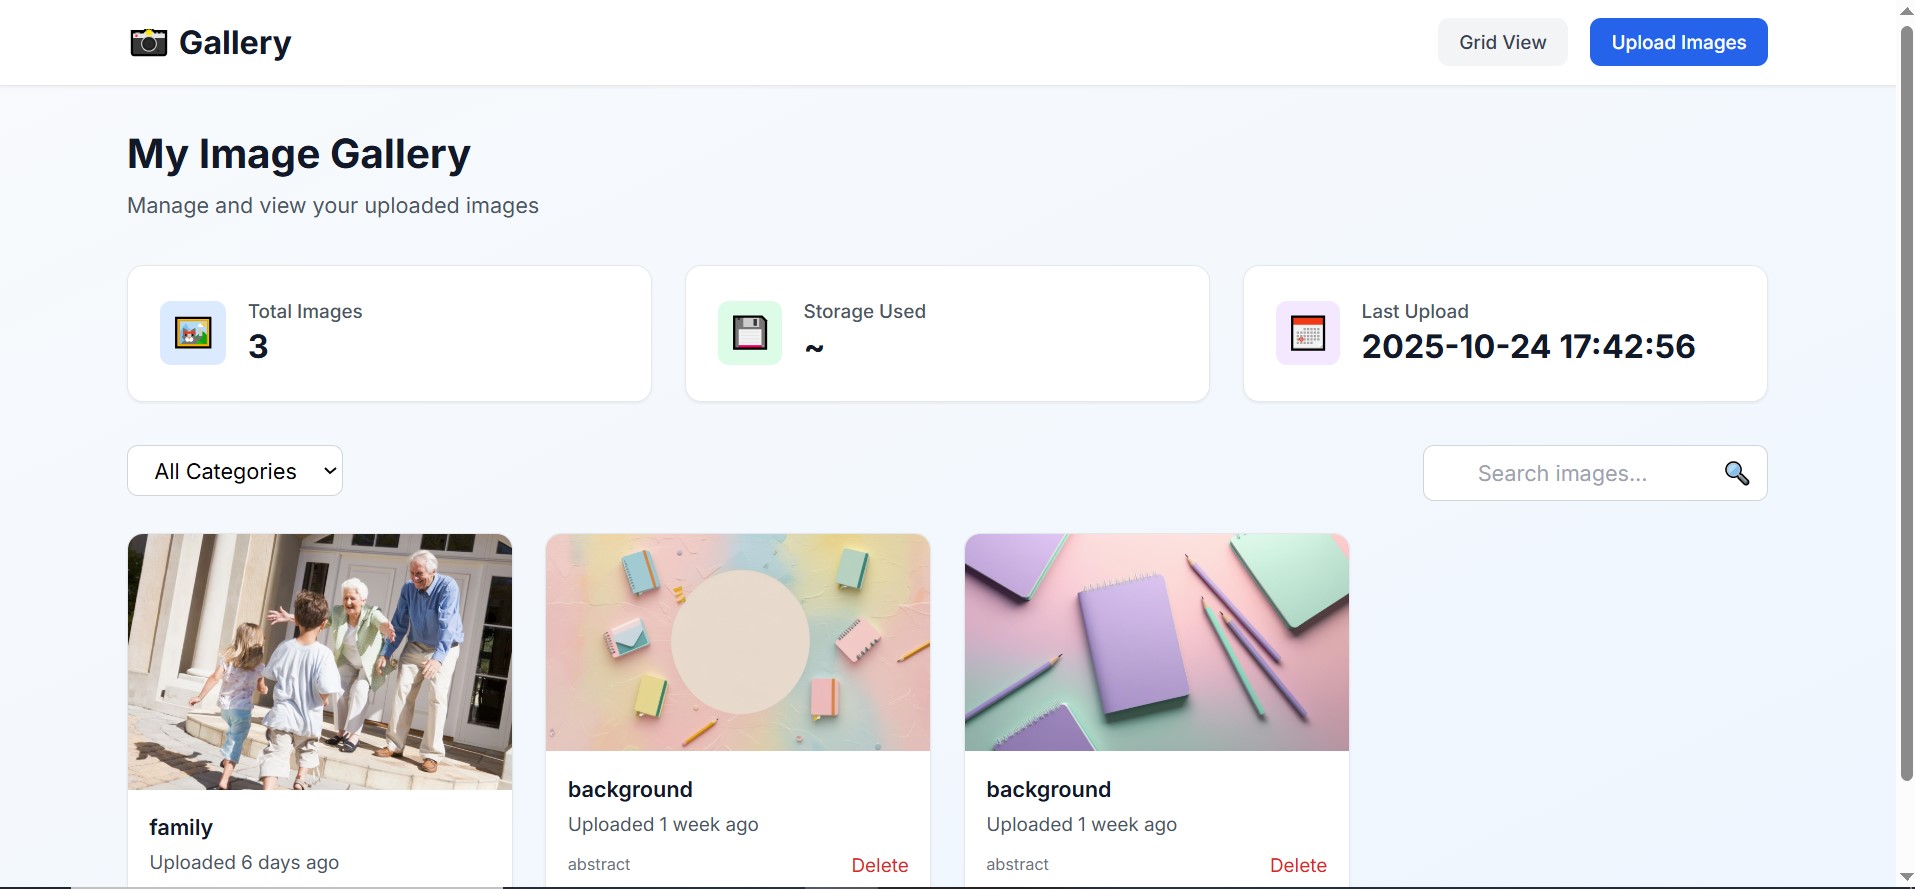 Gallery
Grid View
Upload Images
My Image Gallery
Manage and view your uploaded images
Total Images
3
Storage Used
~
Last Upload
2025-10-24 17:42:56
All Categories
Search images...
family
Uploaded 6 days ago
background
Uploaded 1 week ago
abstract
Delete
background
Uploaded 1 week ago
abstract
Delete